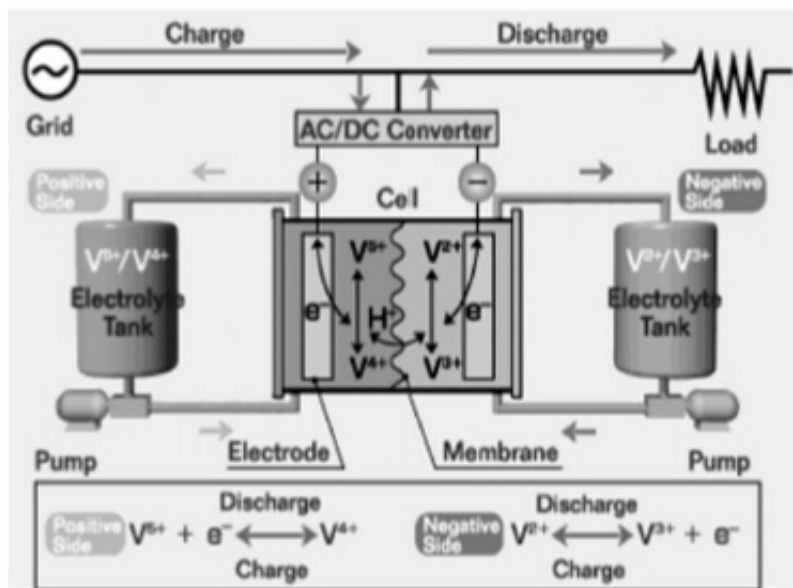 Charge
Discharge
Grid
AC/DC Converter
Load
Positive
Side
+
Cell
−
Negative
Side
V⁵⁺/V⁴⁺
Electrolyte
Tank
V⁵⁺
V²⁺
e⁻
H⁺
e⁻
V⁴⁺
V³⁺
V²⁺/V³⁺
Electrolyte
Tank
Pump
Electrode
Membrane
Pump
Discharge
Positive
Side
V⁵⁺ + e⁻ V⁴⁺
Charge
Discharge
Negative
Side
V²⁺ V³⁺ + e⁻
Charge